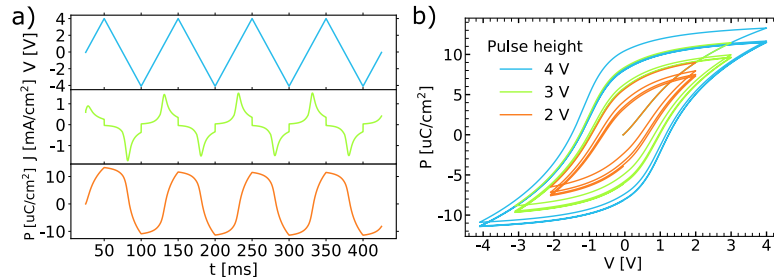 a)
V [V]
4
2
0
-2
-4
J [mA/cm²]
1
0
-1
P [uC/cm²]
10
0
-10
0 50 100 150 200 250 300 350 400
t [ms]
b)
Pulse height
4 V
3 V
2 V
P [uC/cm²]
10
5
0
-5
-10
-4 -3 -2 -1 0 1 2 3 4
V [V]